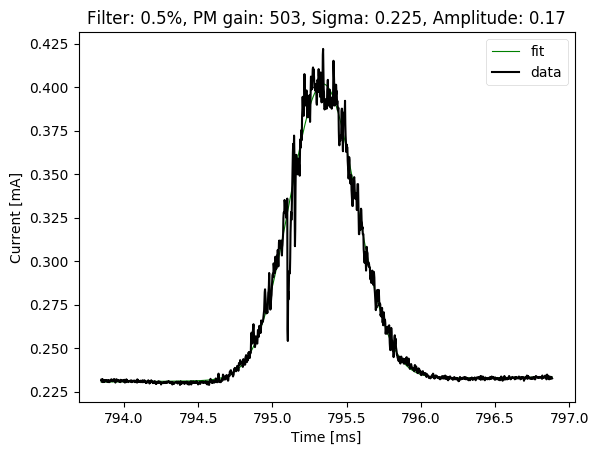 Filter: 0.5%, PM gain: 503, Sigma: 0.225, Amplitude: 0.17
fit
data
0.425
0.400
0.375
0.350
0.325
0.300
0.275
0.250
0.225
Current [mA]
794.0 794.5 795.0 795.5 796.0 796.5 797.0
Time [ms]